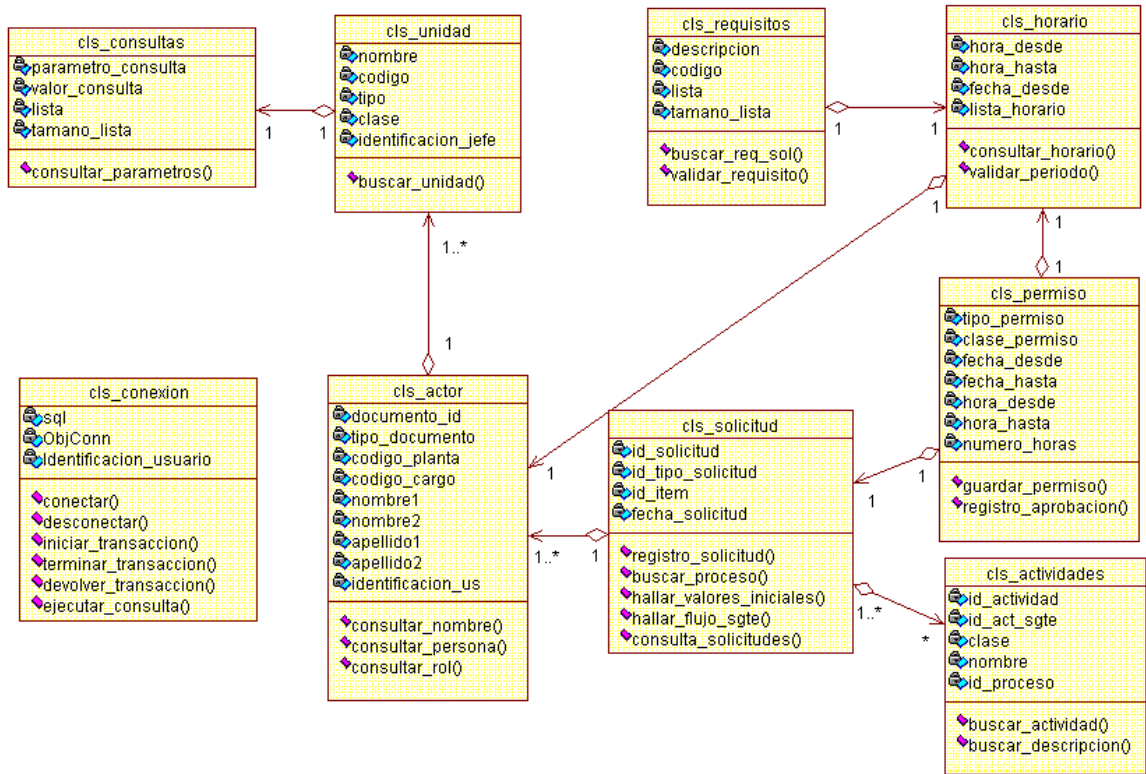 cls_consultas
parametro_consulta
valor_consulta
lista
tamano_lista
consultar_parametros()
cls_unidad
nombre
codigo
tipo
clase
identificacion_jefe
buscar_unidad()
1
1
cls_requisitos
descripcion
codigo
lista
tamano_lista
buscar_req_sol()
validar_requisito()
1
1
cls_horario
hora_desde
hora_hasta
fecha_desde
lista_horario
consultar_horario()
validar_periodo()
1
1
1..*
1
1
cls_permiso
tipo_permiso
clase_permiso
fecha_desde
fecha_hasta
hora_desde
hora_hasta
numero_horas
guardar_permiso()
registro_aprobacion()
cls_conexion
sql
ObjConn
Identificacion_usuario
conectar()
desconectar()
iniciar_transaccion()
terminar_transaccion()
devolver_transaccion()
ejecutar_consulta()
cls_actor
documento_id
tipo_documento
codigo_planta
codigo_cargo
nombre1
nombre2
apellido1
apellido2
identificacion_us
consultar_nombre()
consultar_persona()
consultar_rol()
1
1..*
1
cls_solicitud
id_solicitud
id_tipo_solicitud
id_item
fecha_solicitud
registro_solicitud()
buscar_proceso()
hallar_valores_iniciales()
hallar_flujo_sgte()
consulta_solicitudes()
1
1
1..*
*
cls_actividades
id_actividad
id_act_sgte
clase
nombre
id_proceso
buscar_actividad()
buscar_descripcion()